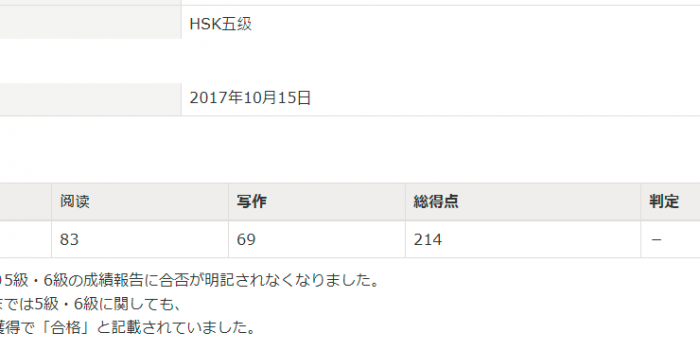 HSK五级
2017年10月15日
阅读 写作 総得点 判定
83 69 214 －
5級・6級の成績報告に合否が明記されなくなりました。
では5級・6級に関しても、
獲得で「合格」と記載されていました。